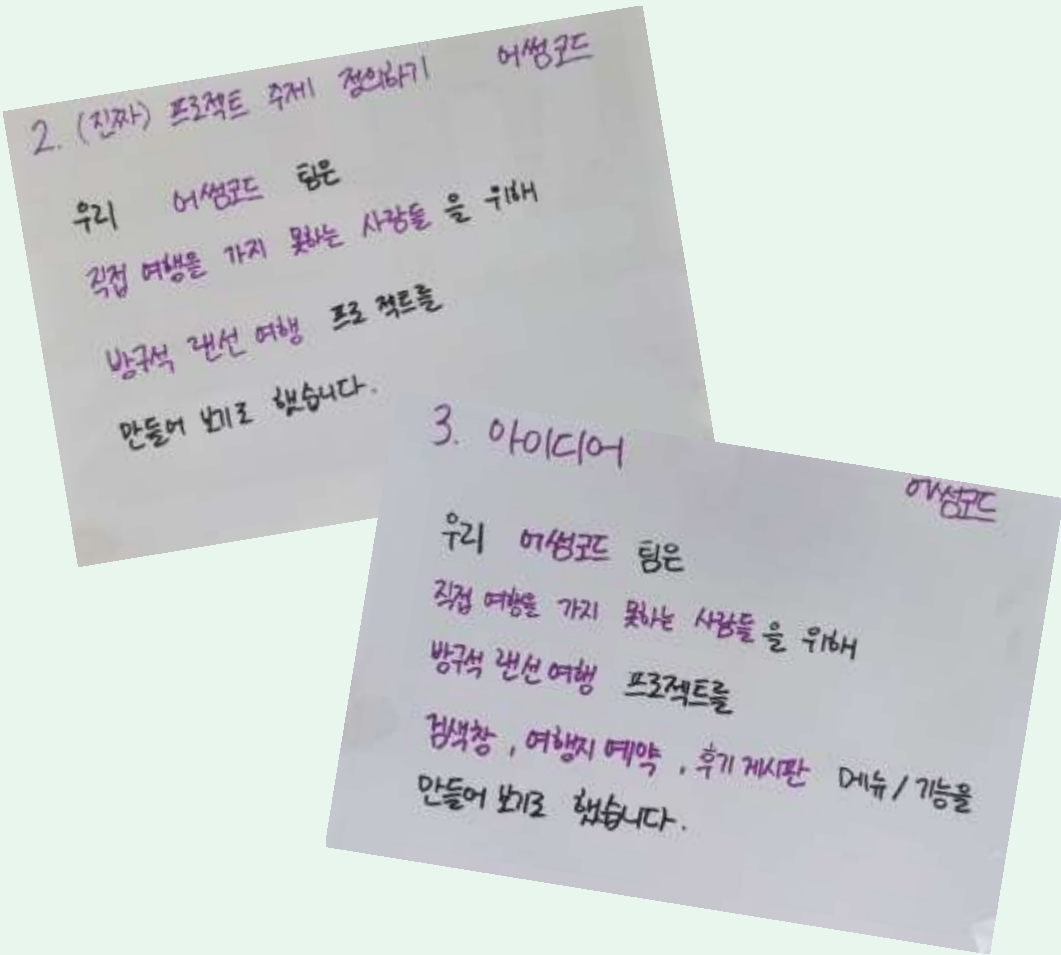 2. (진짜) 프로젝트 주제 정의하기 어썸코드
우리 어썸코드 팀은
직접 여행을 가지 못하는 사람들을 위해
방구석 랜선 여행 프로젝트를
만들어 보기로 했습니다.
3. 아이디어
어썸코드
우리 어썸코드 팀은
직접 여행을 가지 못하는 사람들을 위해
방구석 랜선 여행 프로젝트를
검색창, 여행지 예약, 후기 게시판 메뉴/기능을
만들어 보기로 했습니다.